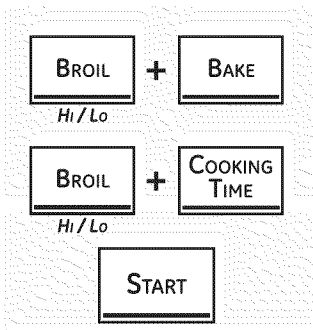 BROIL + BAKE
HI / LO
BROIL + COOKING TIME
HI / LO
START